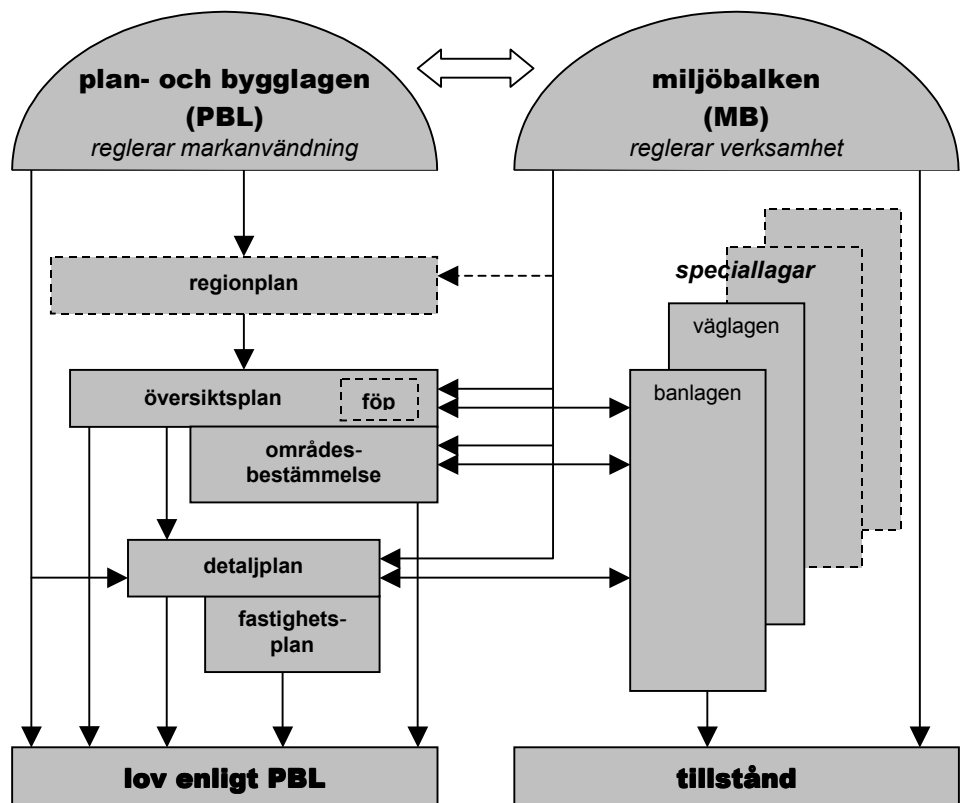 plan- och bygglagen
(PBL)
reglerar markanvändning
miljöbalken
(MB)
reglerar verksamhet
regionplan
speciallagar
väglagen
banlagen
översiktsplan
föp
områdes-
bestämmelse
detaljplan
fastighets-
plan
lov enligt PBL
tillstånd